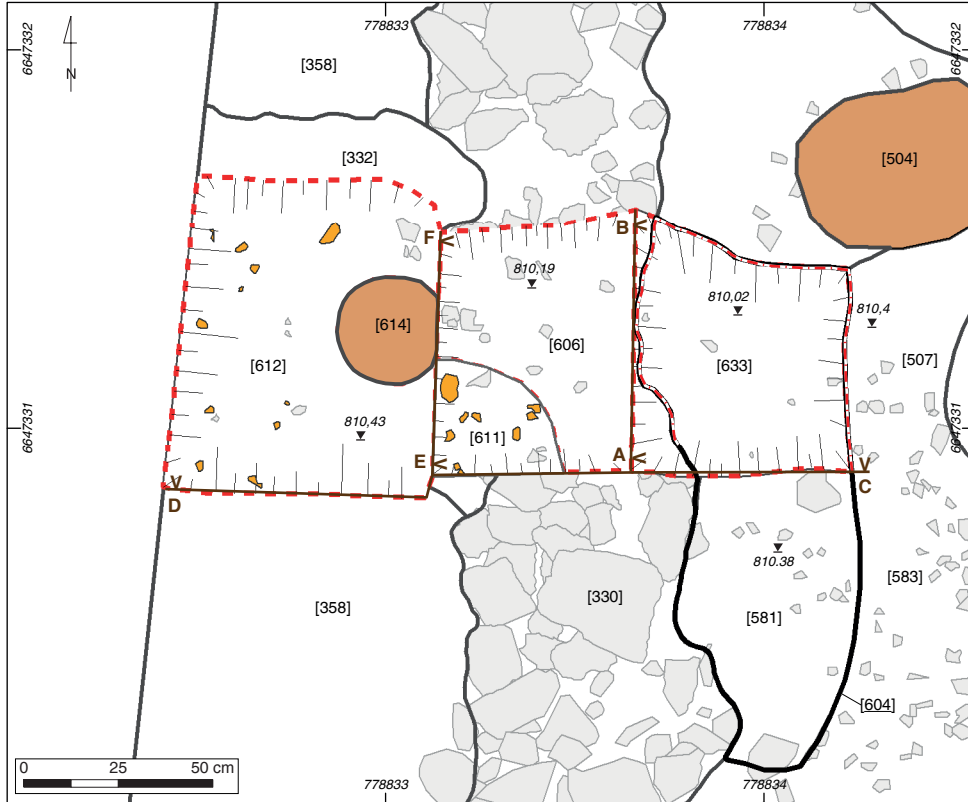 778833
778834
6647332
6647332
N
[358]
[332]
[504]
F
B
810,19
810,02
810,4
[614]
[606]
[633]
[507]
[612]
810,43
[611]
6647331
6647331
E
A
V
C
V
D
810.38
[358]
[330]
[581]
[583]
[604]
0 25 50 cm
778833
778834